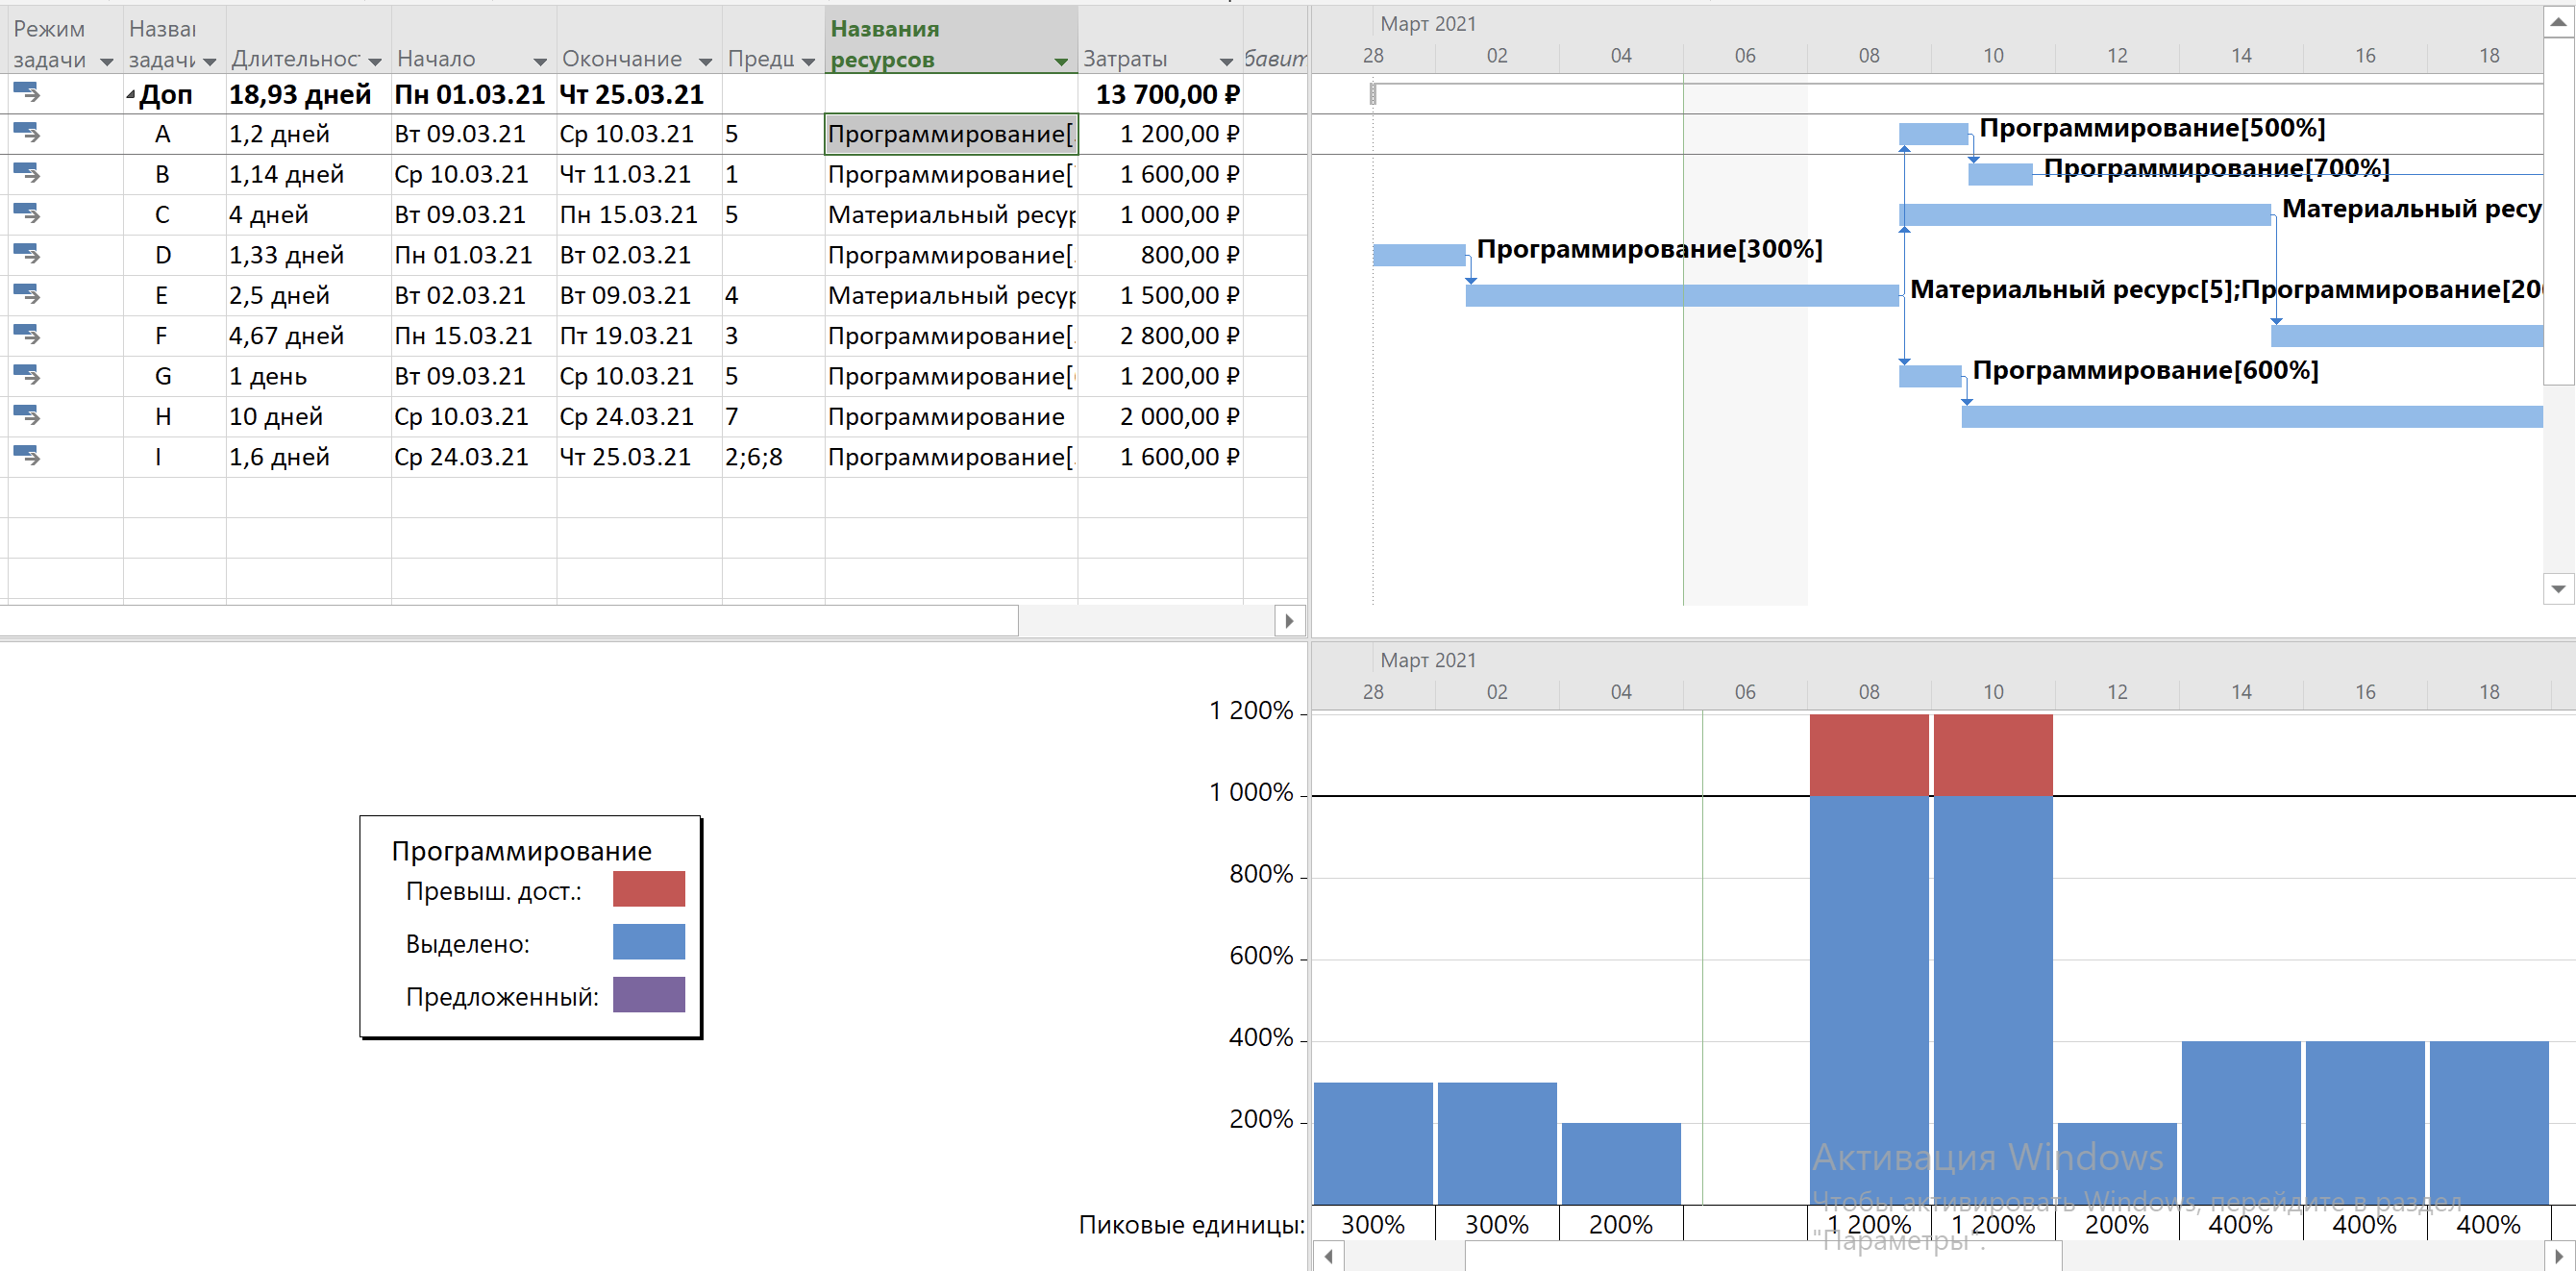 Режим задачи
Назва задачи
Длительнос
Начало
Окончание
Предц
Названия ресурсов
Затраты
бавит
Доп 18,93 дней Пн 01.03.21 Чт 25.03.21 13 700,00 ₽
A 1,2 дней Вт 09.03.21 Ср 10.03.21 5 Программирование[ 1 200,00 ₽
B 1,14 дней Ср 10.03.21 Чт 11.03.21 1 Программирование[ 1 600,00 ₽
C 4 дней Вт 09.03.21 Пн 15.03.21 5 Материальный ресур 1 000,00 ₽
D 1,33 дней Пн 01.03.21 Вт 02.03.21 Программирование[ 800,00 ₽
E 2,5 дней Вт 02.03.21 Вт 09.03.21 4 Материальный ресур 1 500,00 ₽
F 4,67 дней Пн 15.03.21 Пт 19.03.21 3 Программирование[ 2 800,00 ₽
G 1 день Вт 09.03.21 Ср 10.03.21 5 Программирование[ 1 200,00 ₽
H 10 дней Ср 10.03.21 Ср 24.03.21 7 Программирование 2 000,00 ₽
I 1,6 дней Ср 24.03.21 Чт 25.03.21 2;6;8 Программирование[ 1 600,00 ₽
Март 2021
28 02 04 06 08 10 12 14 16 18
Программирование[500%]
Программирование[700%]
Материальный ресу
Программирование[300%]
Материальный ресурс[5];Программирование[20
Программирование[600%]
Программирование
Превыш. дост.:
Выделено:
Предложенный:
Март 2021
28 02 04 06 08 10 12 14 16 18
1 200%
1 000%
800%
600%
400%
200%
Пиковые единицы: 300% 300% 200% 1 200% 1 200% 200% 400% 400% 400%
Активация Windows
Чтобы активировать Windows, перейдите в раздел
"Параметры".